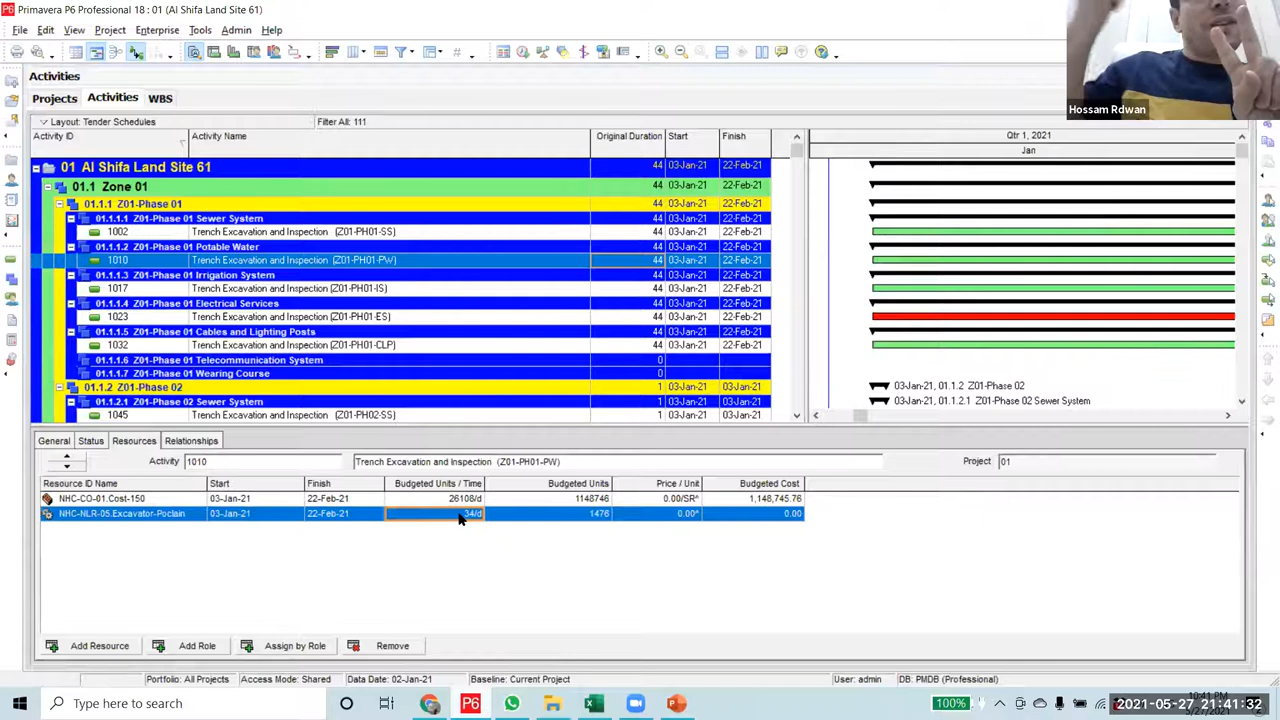 Primavera P6 Professional 18 : 01 (Al Shifa Land Site 61)
File Edit View Project Enterprise Tools Admin Help
Activities
Projects Activities WBS
Layout: Tender Schedules Filter All: 111
Activity ID Activity Name Original Duration Start Finish Qtr 1, 2021
Jan
01 Al Shifa Land Site 61 44 03-Jan-21 22-Feb-21
01.1 Zone 01 44 03-Jan-21 22-Feb-21
01.1.1 Z01-Phase 01 44 03-Jan-21 22-Feb-21
01.1.1.1 Z01-Phase 01 Sewer System 44 03-Jan-21 22-Feb-21
1002 Trench Excavation and Inspection (Z01-PH01-SS) 44 03-Jan-21 22-Feb-21
01.1.1.2 Z01-Phase 01 Potable Water 44 03-Jan-21 22-Feb-21
1010 Trench Excavation and Inspection (Z01-PH01-PW) 44 03-Jan-21 22-Feb-21
01.1.1.3 Z01-Phase 01 Irrigation System 44 03-Jan-21 22-Feb-21
1017 Trench Excavation and Inspection (Z01-PH01-IS) 44 03-Jan-21 22-Feb-21
01.1.1.4 Z01-Phase 01 Electrical Services 44 03-Jan-21 22-Feb-21
1023 Trench Excavation and Inspection (Z01-PH01-ES) 44 03-Jan-21 22-Feb-21
01.1.1.5 Z01-Phase 01 Cables and Lighting Posts 44 03-Jan-21 22-Feb-21
1032 Trench Excavation and Inspection (Z01-PH01-CLP) 44 03-Jan-21 22-Feb-21
01.1.1.6 Z01-Phase 01 Telecommunication System 0
01.1.1.7 Z01-Phase 01 Wearing Course 0
01.1.2 Z01-Phase 02 1 03-Jan-21 03-Jan-21 03-Jan-21, 01.1.2 Z01-Phase 02
01.1.2.1 Z01-Phase 02 Sewer System 1 03-Jan-21 03-Jan-21 03-Jan-21, 01.1.2.1 Z01-Phase 02 Sewer System
1045 Trench Excavation and Inspection (Z01-PH02-SS) 1 03-Jan-21 03-Jan-21
Hossam Rdwan
General Status Resources Relationships
Activity 1010 Trench Excavation and Inspection (Z01-PH01-PW) Project 01
Resource ID Name Start Finish Budgeted Units / Time Budgeted Units Price / Unit Budgeted Cost
NHC-CO-01.Cost-150 03-Jan-21 22-Feb-21 26108/d 1148746 0.00/SR^ 1,148,745.76
NHC-NLR-05.Excavator-Poclain 03-Jan-21 22-Feb-21 34/d 1476 0.00^ 0.00
Add Resource Add Role Assign by Role Remove
Portfolio: All Projects Access Mode: Shared Data Date: 02-Jan-21 Baseline: Current Project User: admin DB: PMDB (Professional)
Type here to search 100% 2021-05-27 21:41:32